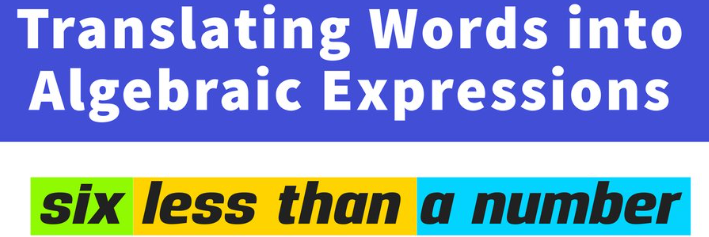 Translating Words into
Algebraic Expressions
six less than a number